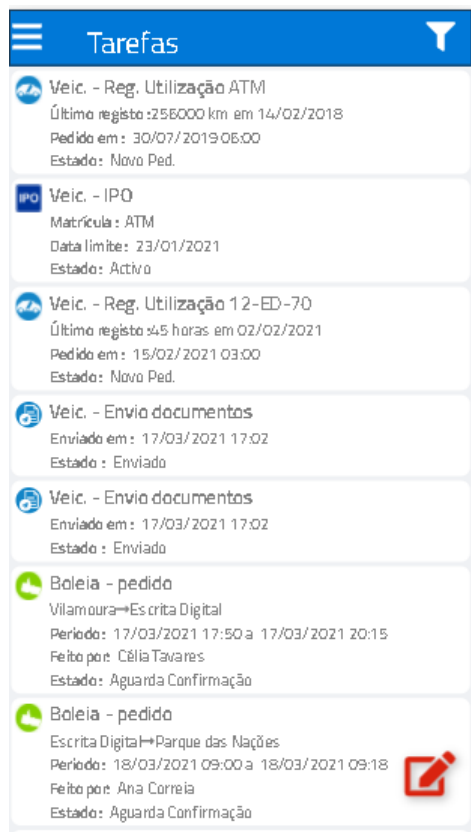 Tarefas
Veic. - Reg. Utilização ATM
Último registo :256000 km em 14/02/2018
Pedido em : 30/07/2019 06:00
Estado : Novo Ped.
IPO
Veic. - IPO
Matrícula : ATM
Data limite : 23/01/2021
Estado : Activo
Veic. - Reg. Utilização 12-ED-70
Último registo :45 horas em 02/02/2021
Pedido em : 15/02/2021 03:00
Estado : Novo Ped.
Veic. - Envio documentos
Enviado em : 17/03/2021 17:02
Estado : Enviado
Veic. - Envio documentos
Enviado em : 17/03/2021 17:02
Estado : Enviado
Boleia - pedido
Vilamoura→Escrita Digital
Período : 17/03/2021 17:50 a 17/03/2021 20:15
Feito por : Célia Tavares
Estado : Aguarda Confirmação
Boleia - pedido
Escrita Digital→Parque das Nações
Período : 18/03/2021 09:00 a 18/03/2021 09:18
Feito por : Ana Correia
Estado : Aguarda Confirmação